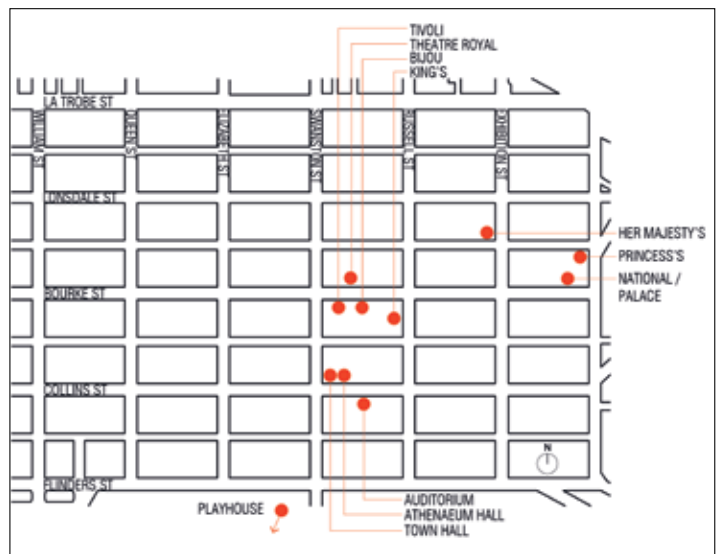 TIVOLI
THEATRE ROYAL
BIJOU
KING'S
LA TROBE ST
WILLIAM ST
QUEEN ST
ELIZABETH ST
SWANSTON ST
RUSSELL ST
EXHIBITION ST
LONSDALE ST
HER MAJESTY'S
PRINCESS'S
NATIONAL /
PALACE
BOURKE ST
COLLINS ST
N
FLINDERS ST
PLAYHOUSE
AUDITORIUM
ATHENAEUM HALL
TOWN HALL